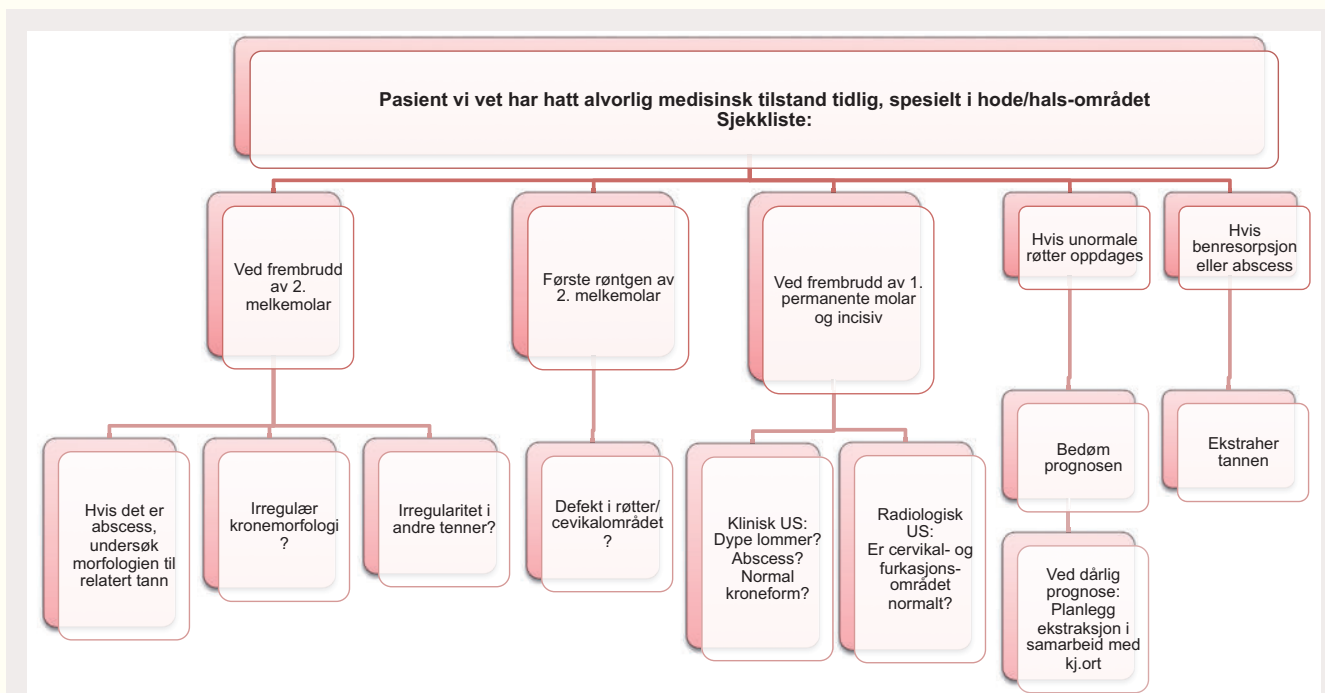 Pasient vi vet har hatt alvorlig medisinsk tilstand tidlig, spesielt i hode/hals-området
Sjekkliste:
Ved frembrudd
av 2.
melkemolar
Første røntgen av
2. melkemolar
Ved frembrudd av 1.
permanente molar
og incisiv
Hvis unormale
røtter oppdages
Hvis
benresorpsjon
eller abscess
Hvis det er
abscess,
undersøk
morfologien til
relatert tann
Irregulær
kronemorfologi
?
Irregularitet i
andre tenner?
Defekt i røtter/
cevikalområdet
?
Klinisk US:
Dype lommer?
Abscess?
Normal
kroneform?
Radiologisk
US:
Er cervikal- og
furkasjons-
området
normalt?
Bedøm
prognosen
Ekstraher
tannen
Ved dårlig
prognose:
Planlegg
ekstraksjon i
samarbeid med
kj.ort